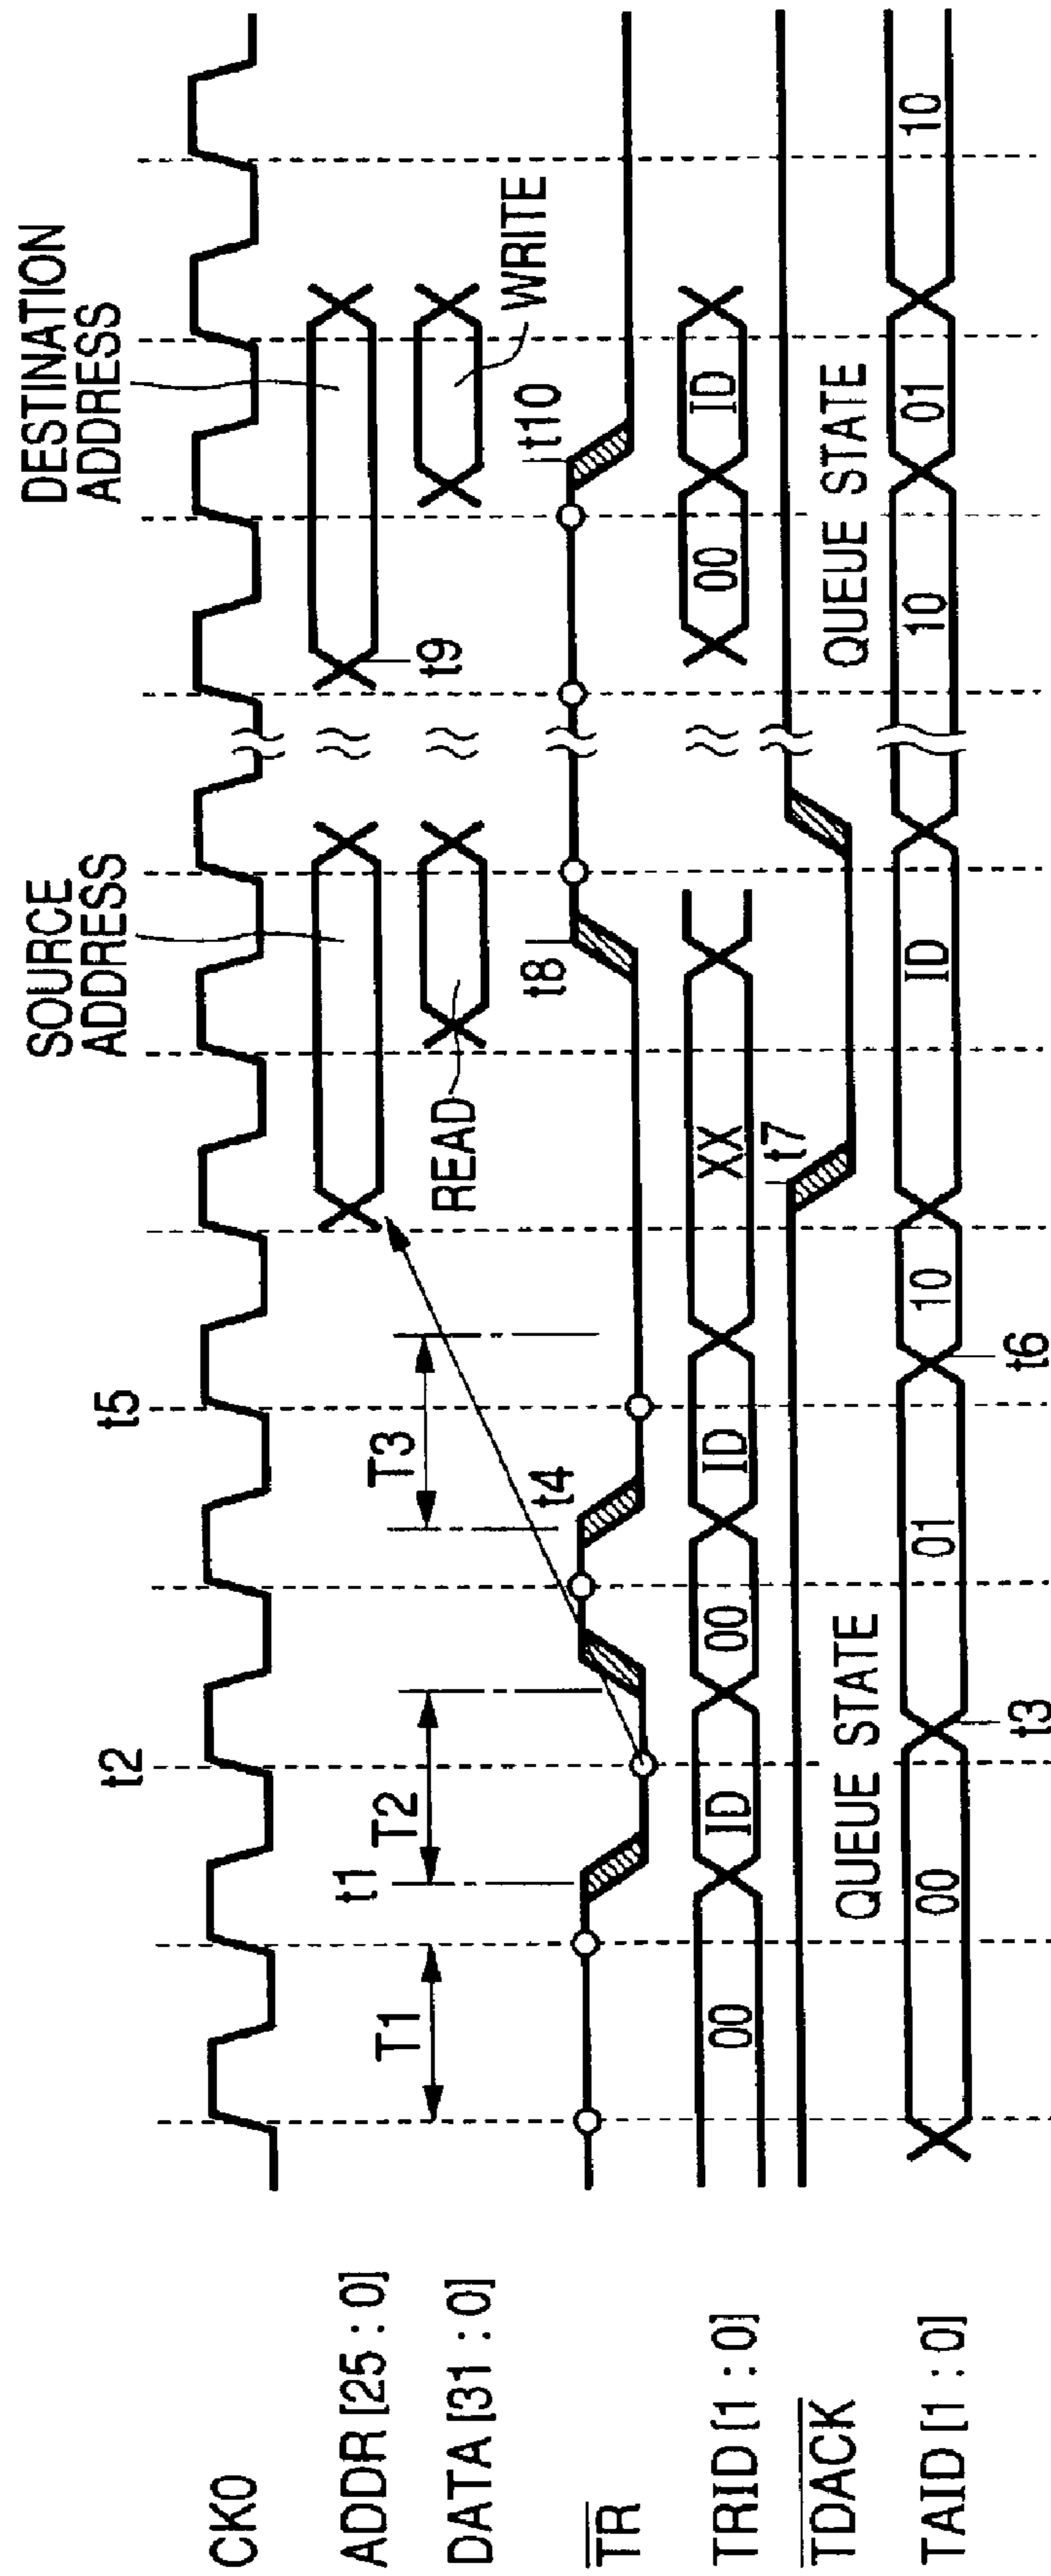 SOURCE
ADDRESS
DESTINATION
ADDRESS
t2 t5
CK0
ADDR [25 : 0]
T1 T2 T3 t9
DATA [31 : 0] READ WRITE
t1 t4 t8 t10
TR
TRID [1 : 0] 00 ID 00 ID XX 00 ID
t7
TDACK
QUEUE STATE QUEUE STATE
TAID [1 : 0] 00 01 10 ID 10 01 10
t3 t6